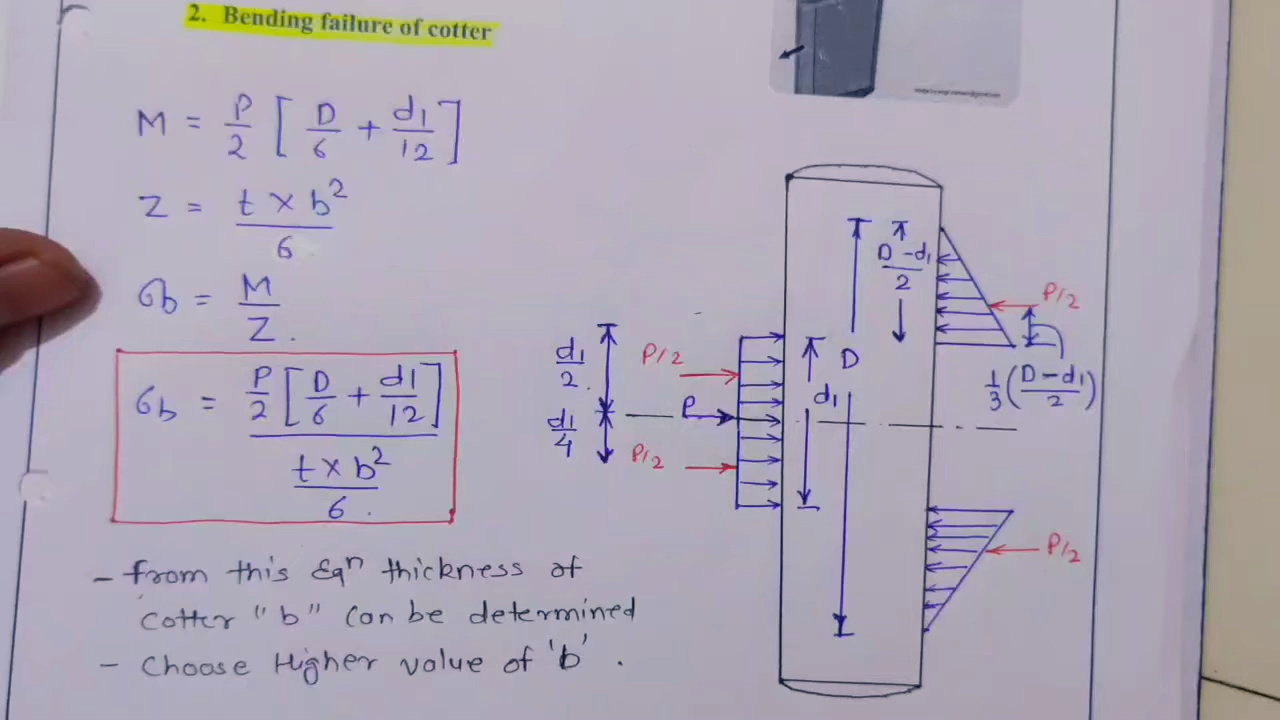 2. Bending failure of cotter
M = P/2 [ D/6 + d1/12 ]
Z = t × b²/6
σb = M/Z.
σb = P/2 [ D/6 + d1/12 ] / t × b²/6.
- From this Eqn thickness of
cotter "b" can be determined
- Choose Higher value of 'b'.
D-d1/2
P/2
d1/2.
P/2
D
1/3 (D-d1/2)
P
d1
d1/4
P/2
P/2